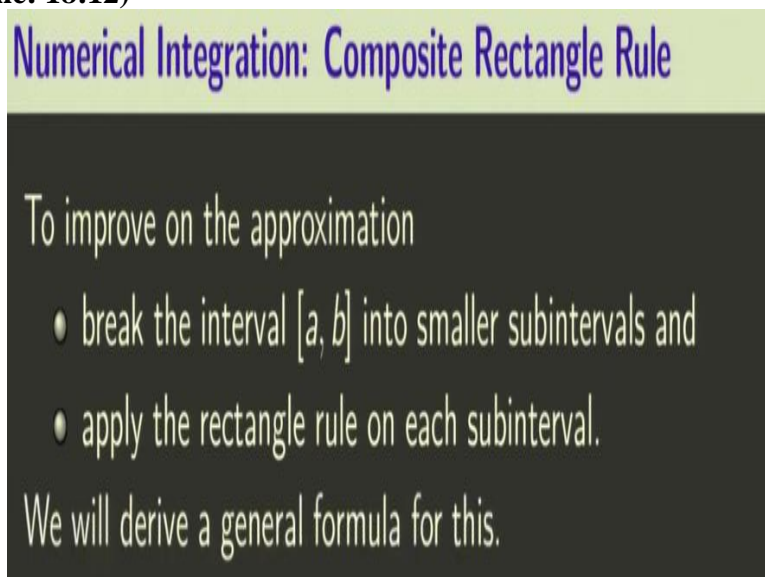 Numerical Integration: Composite Rectangle Rule
To improve on the approximation
• break the interval [a, b] into smaller subintervals and
• apply the rectangle rule on each subinterval.
We will derive a general formula for this.